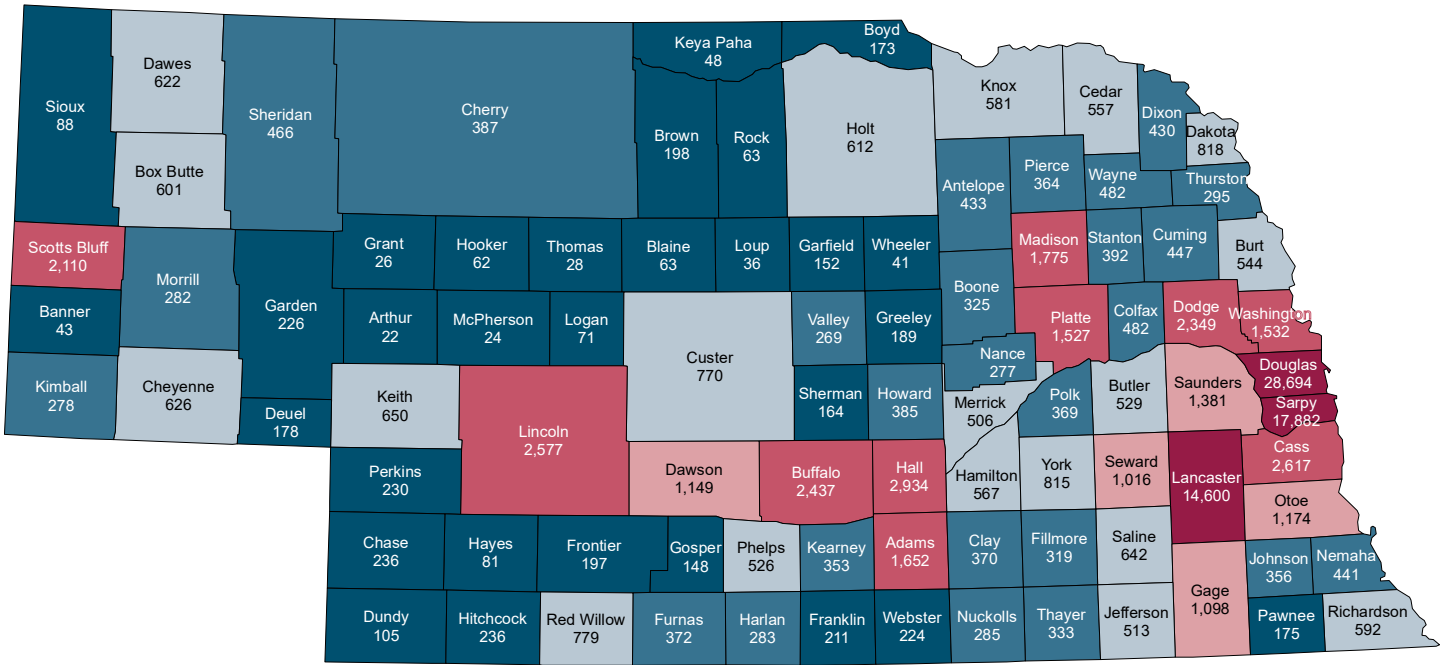 Boyd
173
Keya Paha
48
Dawes
622
Knox
581
Cedar
557
Sioux
88
Sheridan
466
Cherry
387
Dixon
430
Dakota
818
Brown
198
Rock
63
Holt
612
Box Butte
601
Pierce
364
Wayne
482
Thurston
295
Antelope
433
Scotts Bluff
2,110
Morrill
282
Grant
26
Hooker
62
Thomas
28
Blaine
63
Loup
36
Garfield
152
Wheeler
41
Madison
1,775
Stanton
392
Cuming
447
Burt
544
Boone
325
Banner
43
Garden
226
Arthur
22
McPherson
24
Logan
71
Valley
269
Greeley
189
Platte
1,527
Colfax
482
Dodge
2,349
Washington
1,532
Custer
770
Nance
277
Kimball
278
Cheyenne
626
Keith
650
Sherman
164
Howard
385
Merrick
506
Polk
369
Butler
529
Saunders
1,381
Douglas
28,694
Sarpy
17,882
Deuel
178
Lincoln
2,577
Cass
2,617
Perkins
230
Dawson
1,149
Buffalo
2,437
Hall
2,934
Hamilton
567
York
815
Seward
1,016
Lancaster
14,600
Otoe
1,174
Chase
236
Hayes
81
Frontier
197
Gosper
148
Phelps
526
Kearney
353
Adams
1,652
Clay
370
Fillmore
319
Saline
642
Johnson
356
Nemaha
441
Gage
1,098
Dundy
105
Hitchcock
236
Red Willow
779
Furnas
372
Harlan
283
Franklin
211
Webster
224
Nuckolls
285
Thayer
333
Jefferson
513
Pawnee
175
Richardson
592